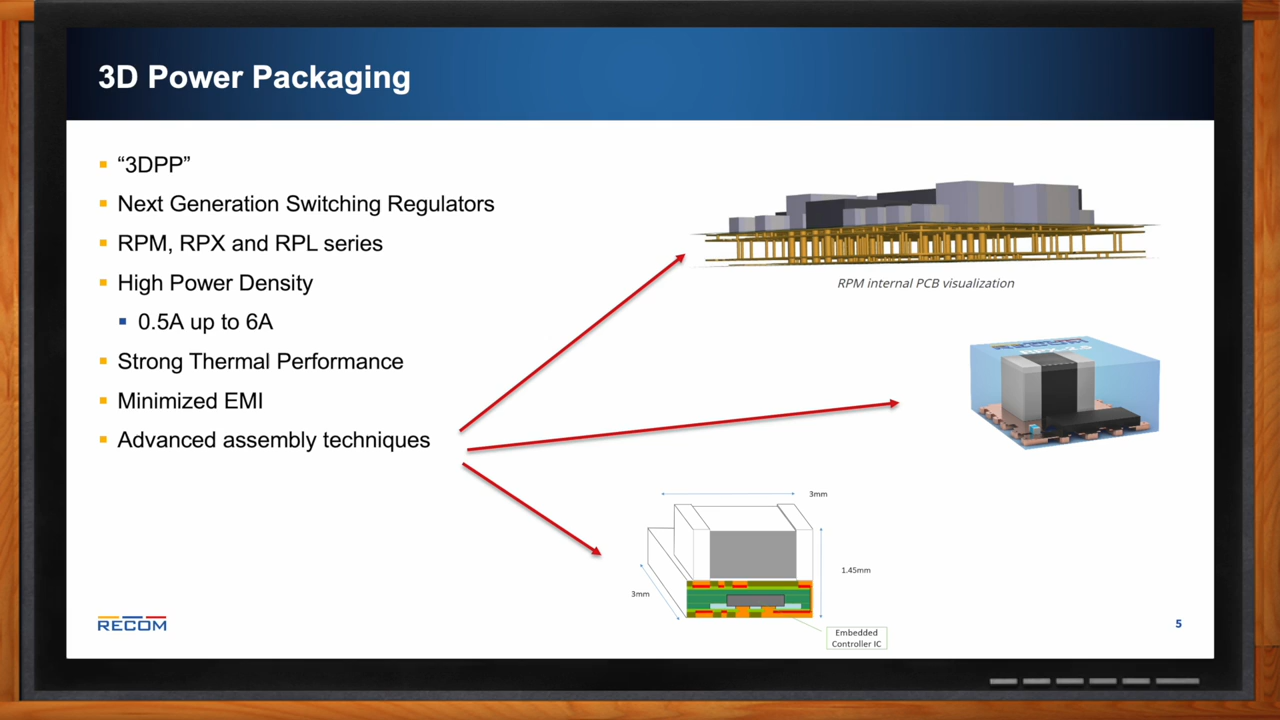 3D Power Packaging
“3DPP”
Next Generation Switching Regulators
RPM, RPX and RPL series
High Power Density
0.5A up to 6A
Strong Thermal Performance
Minimized EMI
Advanced assembly techniques
RPM internal PCB visualization
3mm
1.45mm
3mm
Embedded
Controller IC
RECOM
5